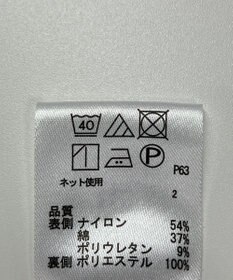 40
P
P63
ネット使用
2
品質
表側 ナイロン 54%
綿 37%
ポリウレタン 9%
裏側 ポリエステル 100%